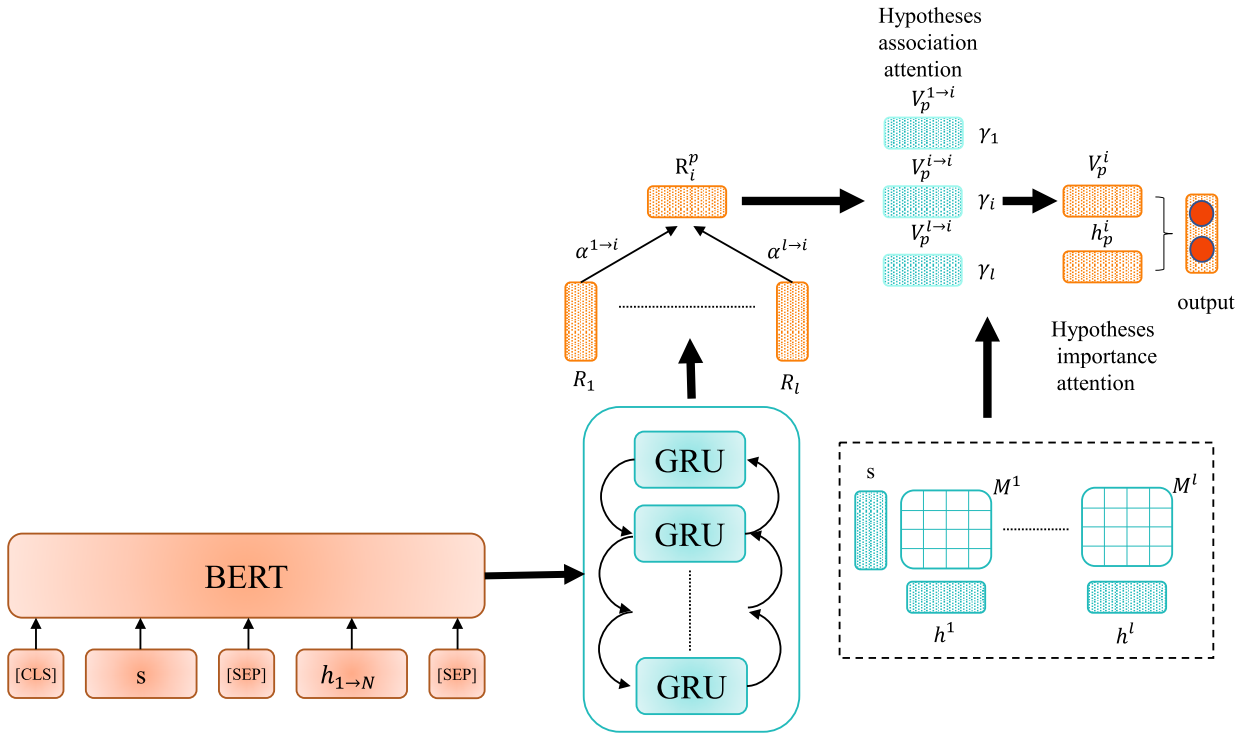 Hypotheses
association
attention
$V_p^{1→i}$
$γ_1$
$R_i^p$
$V_p^{i→i}$
$γ_i$
$V_p^i$
$α^{1→i}$
$α^{l→i}$
$V_p^{l→i}$
$γ_l$
$h_p^i$
output
$R_1$
$R_l$
Hypotheses
importance
attention
GRU
GRU
GRU
s
$M^1$
$M^l$
$h^1$
$h^l$
BERT
[CLS]
s
[SEP]
$h_{1→N}$
[SEP]